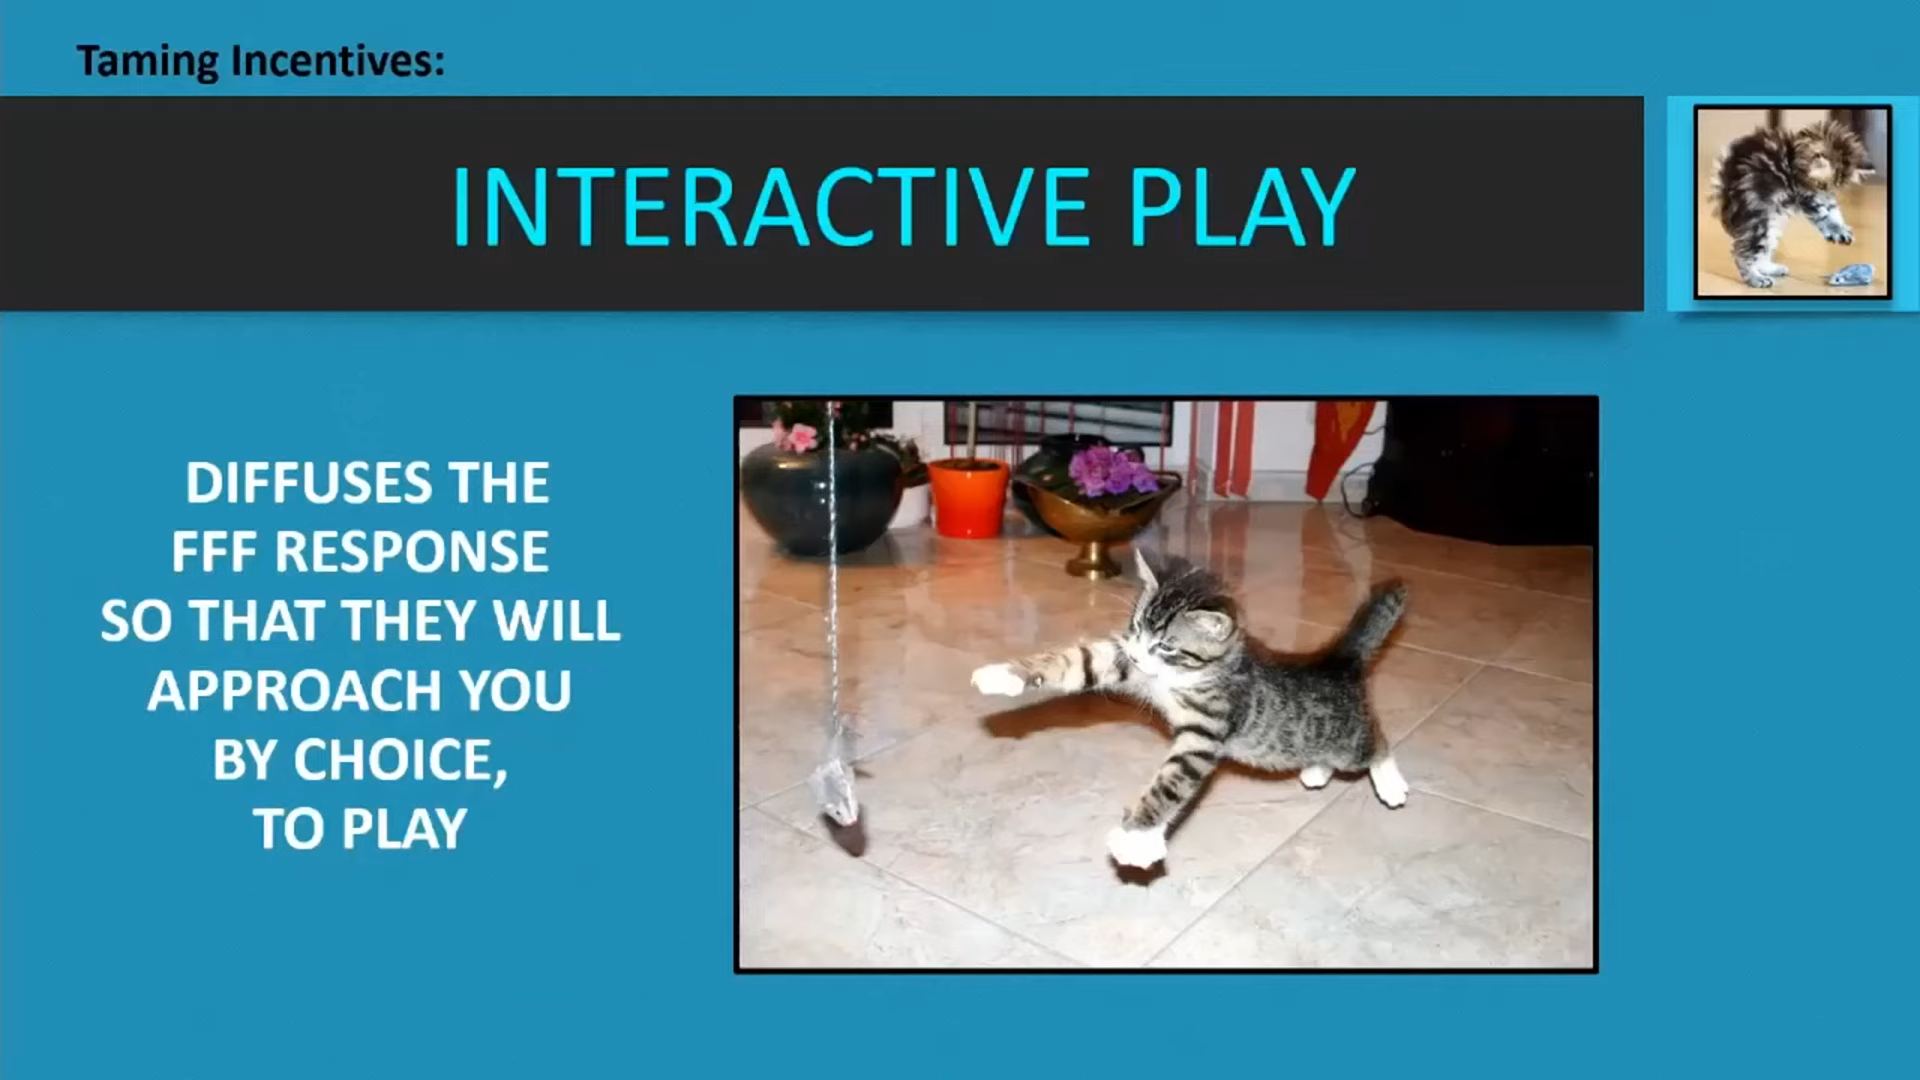 Taming Incentives:
INTERACTIVE PLAY
DIFFUSES THE
FFF RESPONSE
SO THAT THEY WILL
APPROACH YOU
BY CHOICE,
TO PLAY